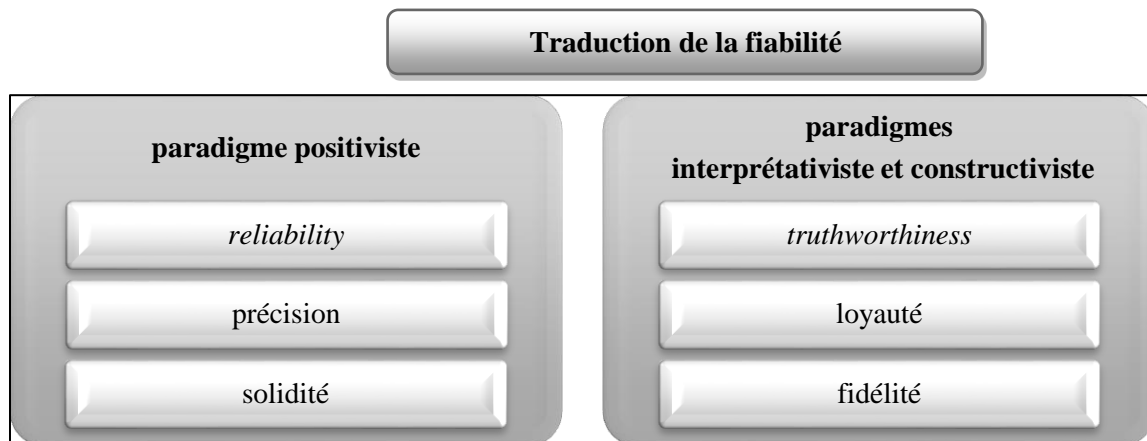 Traduction de la fiabilité
paradigme positiviste
reliability
précision
solidité
paradigmes
interprétativiste et constructiviste
truthworthiness
loyauté
fidélité